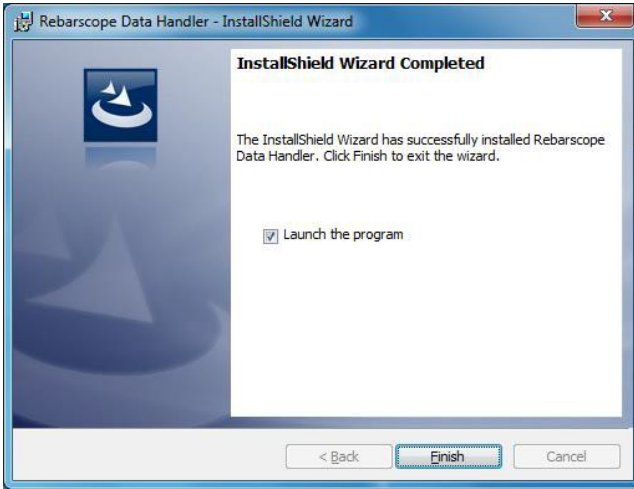 Rebarscope Data Handler - InstallShield Wizard
InstallShield Wizard Completed
The InstallShield Wizard has successfully installed Rebarscope
Data Handler. Click Finish to exit the wizard.
Launch the program
< Back
Finish
Cancel